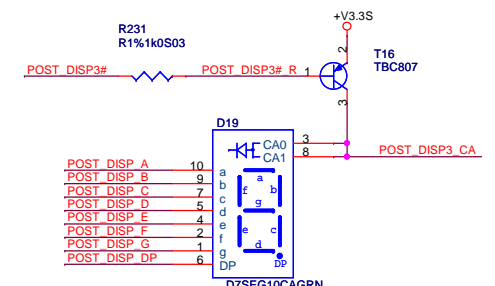 +V3.3S
R231
R1%1k0S03
2
T16
TBC807
POST_DISP3#
POST_DISP3#_R
1
3
D19
CA0
3
CA1
8
POST_DISP3_CA
POST_DISP_A
10
a
POST_DISP_B
9
b
POST_DISP_C
7
c
POST_DISP_D
5
d
POST_DISP_E
4
e
POST_DISP_F
2
f
POST_DISP_G
1
g
POST_DISP_DP
6
DP
a
f
b
g
e
c
d
DP
D7SEG10CAGRN